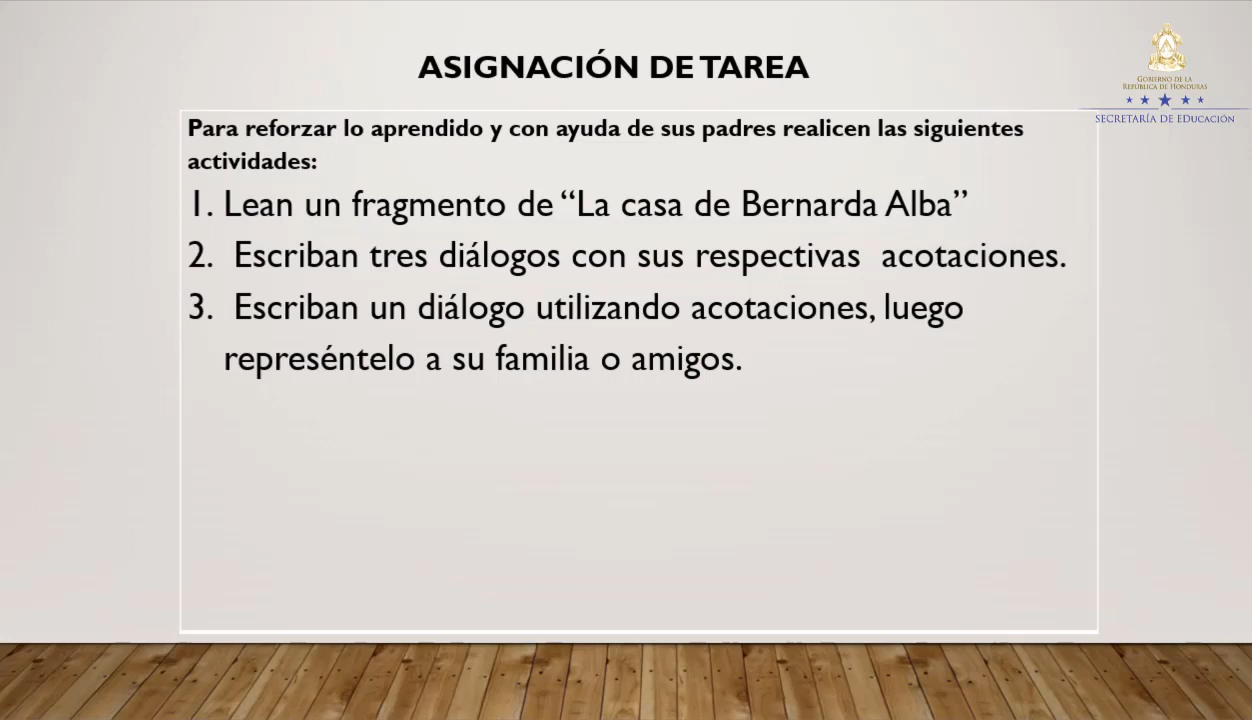 ASIGNACIÓN DE TAREA
GOBIERNO DE LA
REPÚBLICA DE HONDURAS
SECRETARÍA DE EDUCACIÓN
Para reforzar lo aprendido y con ayuda de sus padres realicen las siguientes
actividades:
1. Lean un fragmento de “La casa de Bernarda Alba”
2. Escriban tres diálogos con sus respectivas acotaciones.
3. Escriban un diálogo utilizando acotaciones, luego
represéntelo a su familia o amigos.